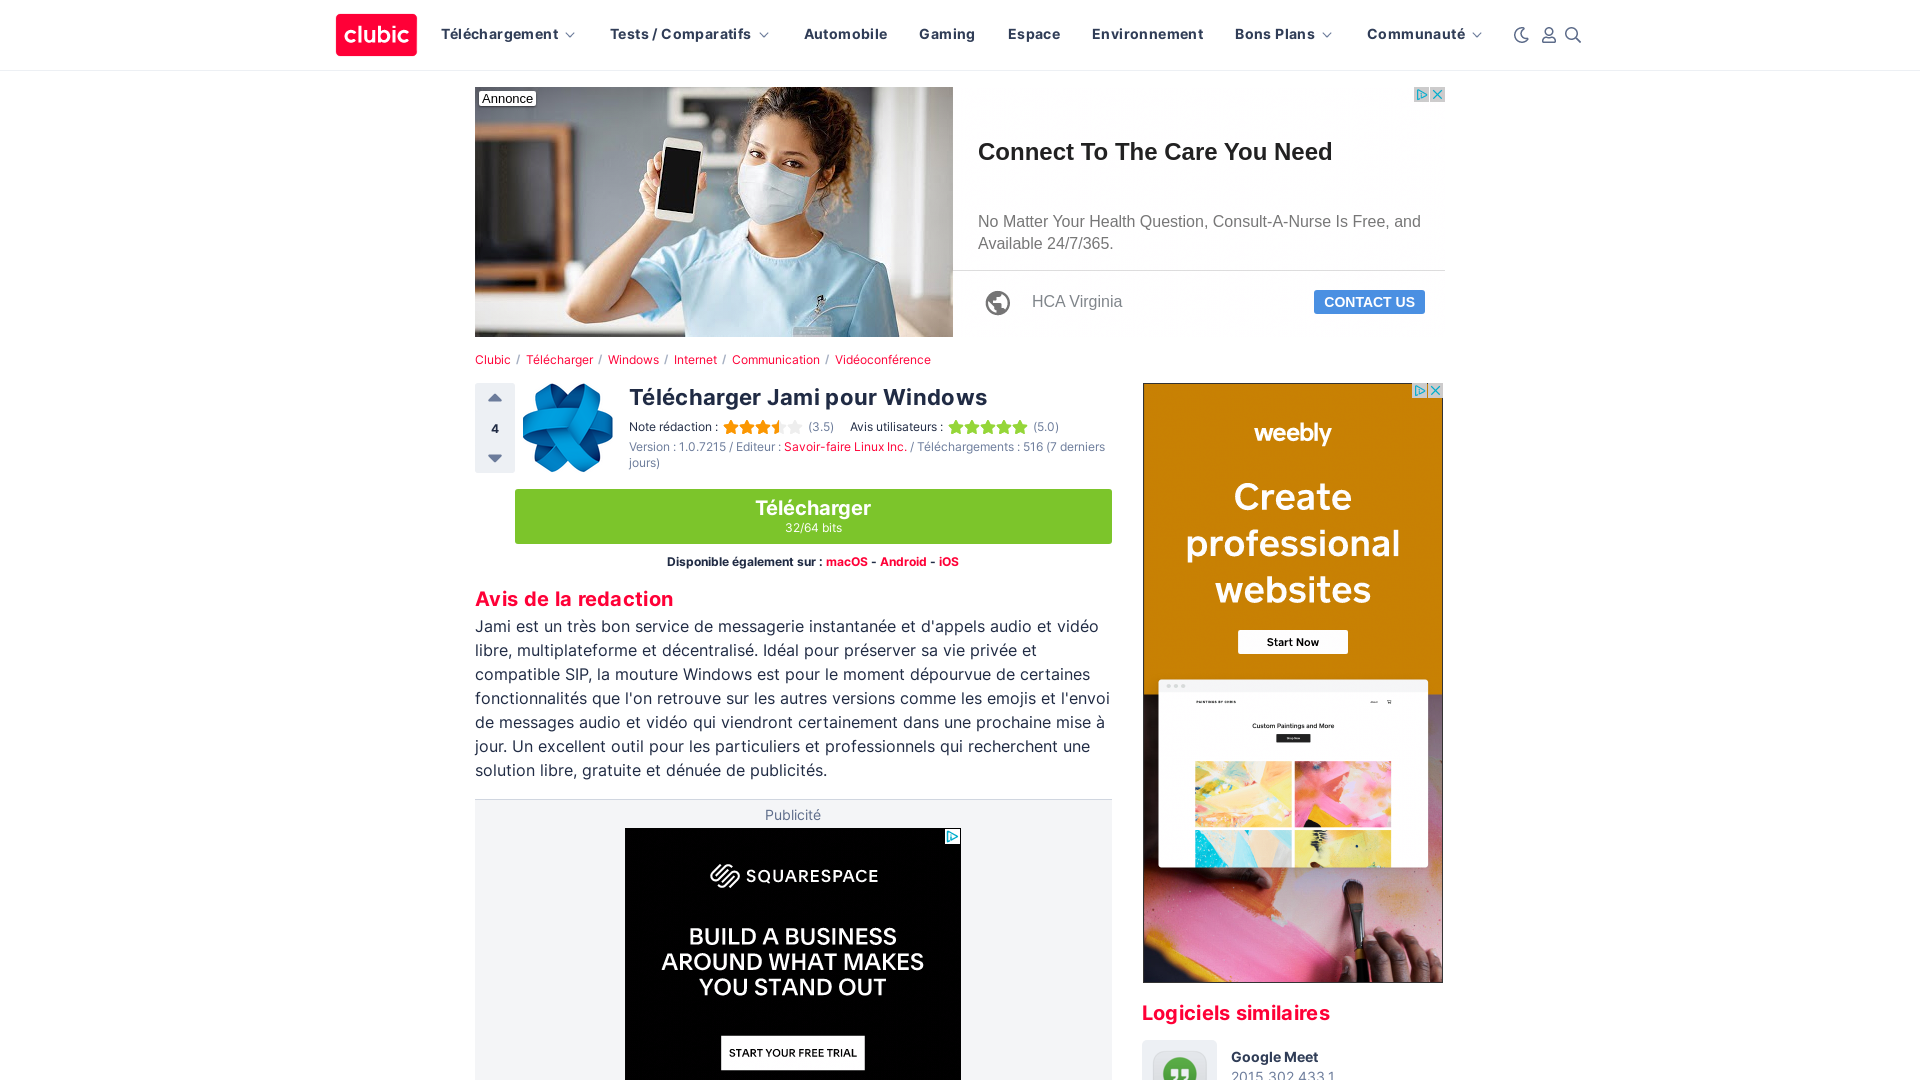 clubic
Téléchargement
Tests / Comparatifs
Automobile
Gaming
Espace
Environnement
Bons Plans
Communauté
Annonce
Connect To The Care You Need
No Matter Your Health Question, Consult-A-Nurse Is Free, and
Available 24/7/365.
HCA Virginia
CONTACT US
Clubic / Télécharger / Windows / Internet / Communication / Vidéoconférence
4
Télécharger Jami pour Windows
Note rédaction : (3.5) Avis utilisateurs : (5.0)
Version : 1.0.7215 / Editeur : Savoir-faire Linux Inc. / Téléchargements : 516 (7 derniers
jours)
Télécharger
32/64 bits
Disponible également sur : macOS - Android - iOS
Avis de la redaction
Jami est un très bon service de messagerie instantanée et d'appels audio et vidéo
libre, multiplateforme et décentralisé. Idéal pour préserver sa vie privée et
compatible SIP, la mouture Windows est pour le moment dépourvue de certaines
fonctionnalités que l'on retrouve sur les autres versions comme les emojis et l'envoi
de messages audio et vidéo qui viendront certainement dans une prochaine mise à
jour. Un excellent outil pour les particuliers et professionnels qui recherchent une
solution libre, gratuite et dénuée de publicités.
Publicité
SQUARESPACE
BUILD A BUSINESS
AROUND WHAT MAKES
YOU STAND OUT
START YOUR FREE TRIAL
weebly
Create
professional
websites
Start Now
PAINTINGS BY CHRIS
Custom Paintings and More
Logiciels similaires
Google Meet
2015.302.433.1